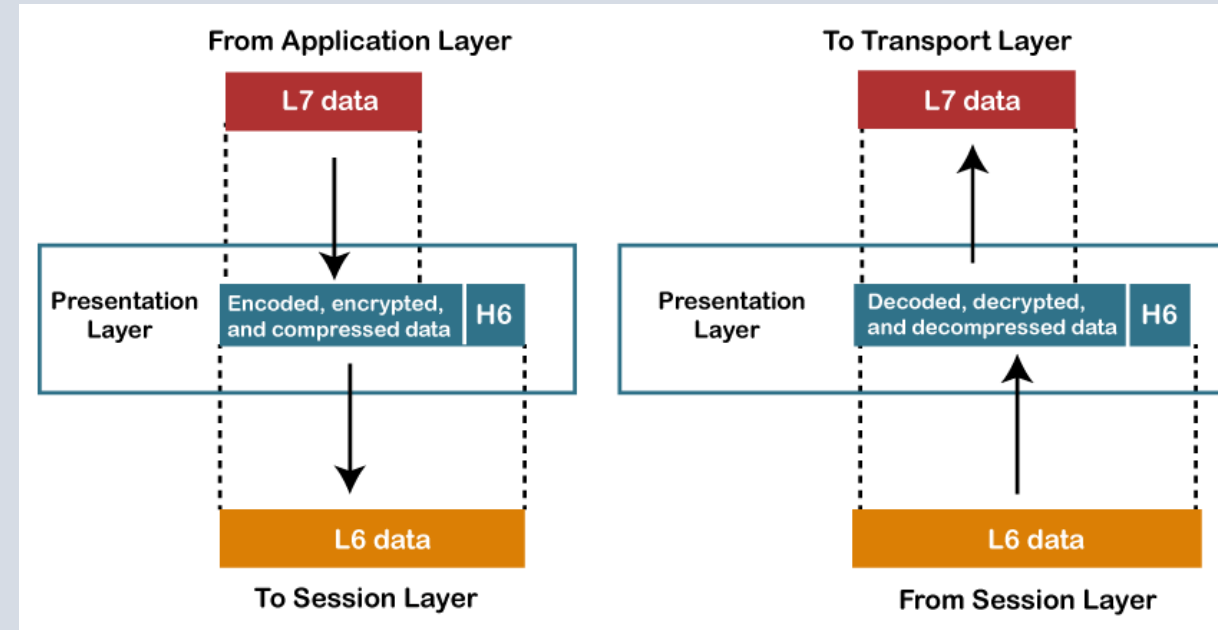 From Application Layer
L7 data
Presentation
Layer
Encoded, encrypted,
and compressed data
H6
L6 data
To Session Layer
To Transport Layer
L7 data
Presentation
Layer
Decoded, decrypted,
and decompressed data
H6
L6 data
From Session Layer